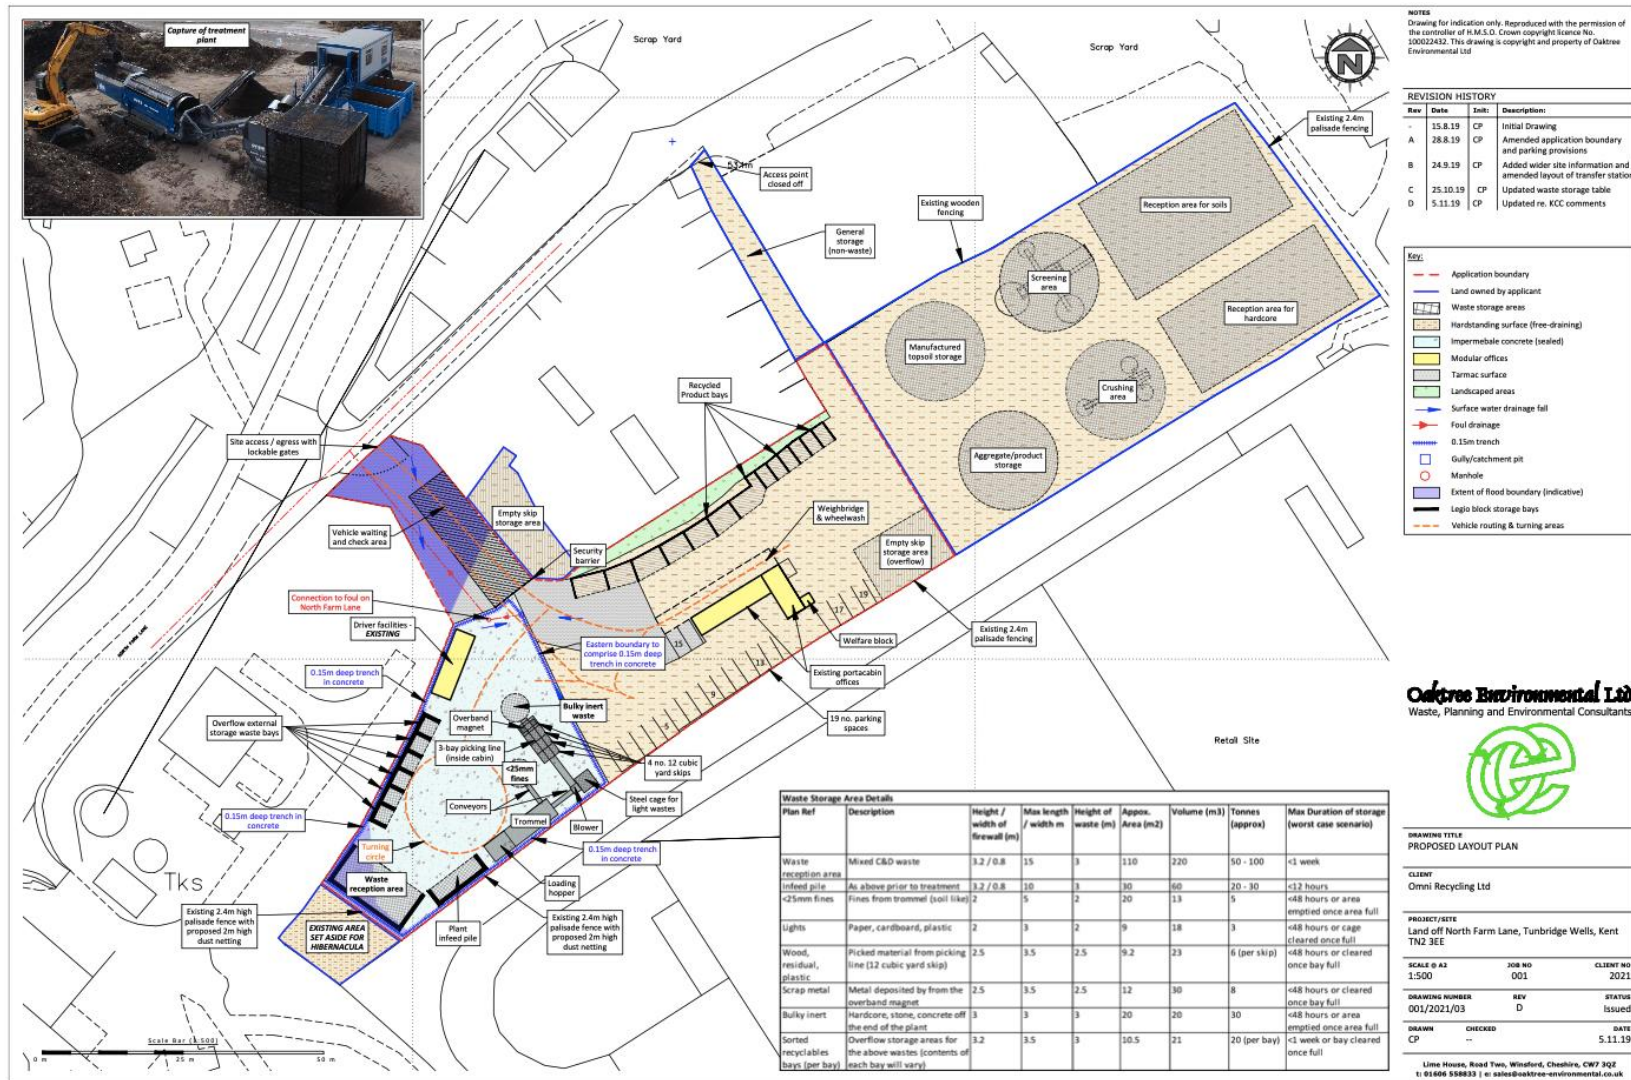 Capture of treatment
plant
Scrap Yard
Scrap Yard
N
53.4m
Access point
closed off
Existing 2.4m
palisade fencing
Existing wooden
fencing
General
storage
(non-waste)
Reception area for soils
Screening
area
Reception area for
hardcore
Manufactured
topsoil storage
Crushing
area
Recycled
Product bays
Aggregate/product
storage
Site access / egress with
lockable gates
Empty skip
storage area
Weighbridge
& wheelwash
Vehicle waiting
and check area
Security
barrier
Empty skip
storage area
(overflow)
Connection to foul on
North Farm Lane
Driver facilities -
EXISTING
NORTH FARM LANE
Eastern boundary to
comprise 0.15m deep
trench in concrete
15
17
19
Welfare block
Existing 2.4m
palisade fencing
0.15m deep trench
in concrete
13
Existing portacabin
offices
Bulky inert
waste
9
Overflow external
storage waste bays
Overband
magnet
5
19 no. parking
spaces
3-bay picking line
(inside cabin)
<25mm
fines
4 no. 12 cubic
yard skips
Retail Site
Conveyors
Steel cage for
light wastes
0.15m deep trench in
concrete
Trommel
Blower
Turning
circle
0.15m deep trench
in concrete
Tks
Waste
reception area
Loading
hopper
Existing 2.4m high
palisade fence with
proposed 2m high
dust netting
EXISTING AREA
SET ASIDE FOR
HIBERNACULA
Plant
infeed pile
Existing 2.4m high
palisade fence with
proposed 2m high
dust netting
Scale Bar (1:500)
0 m 25 m 50 m
Waste Storage Area Details
Plan Ref Description Height / width of firewall (m) Max length / width m Height of waste (m) Appox. Area (m2) Volume (m3) Tonnes (approx) Max Duration of storage (worst case scenario)
Waste reception area Mixed C&D waste 3.2 / 0.8 15 3 110 220 50 - 100 <1 week
Infeed pile As above prior to treatment 3.2 / 0.8 10 3 30 60 20 - 30 <12 hours
<25mm fines Fines from trommel (soil like) 2 5 2 20 13 5 <48 hours or area emptied once area full
Lights Paper, cardboard, plastic 2 3 2 9 18 3 <48 hours or cage cleared once full
Wood, residual, plastic Picked material from picking line (12 cubic yard skip) 2.5 3.5 2.5 9.2 23 6 (per skip) <48 hours or cleared once bay full
Scrap metal Metal deposited by from the overband magnet 2.5 3.5 2.5 12 30 8 <48 hours or cleared once bay full
Bulky inert Hardcore, stone, concrete off the end of the plant 3 3 3 20 20 30 <48 hours or area emptied once area full
Sorted recyclables bays (per bay) Overflow storage areas for the above wastes (contents of each bay will vary) 3.2 3.5 3 10.5 21 20 (per bay) <1 week or bay cleared once full
NOTES
Drawing for indication only. Reproduced with the permission of
the controller of H.M.S.O. Crown copyright licence No.
100022432. This drawing is copyright and property of Oaktree
Environmental Ltd
REVISION HISTORY
Rev Date Init: Description:
- 15.8.19 CP Initial Drawing
A 28.8.19 CP Amended application boundary
and parking provisions
B 24.9.19 CP Added wider site information and
amended layout of transfer station
C 25.10.19 CP Updated waste storage table
D 5.11.19 CP Updated re. KCC comments
Key:
Application boundary
Land owned by applicant
Waste storage areas
Hardstanding surface (free-draining)
Impermebale concrete (sealed)
Modular offices
Tarmac surface
Landscaped areas
Surface water drainage fall
Foul drainage
0.15m trench
Gully/catchment pit
Manhole
Extent of flood boundary (indicative)
Legio block storage bays
Vehicle routing & turning areas
Oaktree Environmental Ltd
Waste, Planning and Environmental Consultants
DRAWING TITLE
PROPOSED LAYOUT PLAN
CLIENT
Omni Recycling Ltd
PROJECT/SITE
Land off North Farm Lane, Tunbridge Wells, Kent
TN2 3EE
SCALE @ A2 JOB NO CLIENT NO
1:500 001 2021
DRAWING NUMBER REV STATUS
001/2021/03 D Issued
DRAWN CHECKED DATE
CP -- 5.11.19
Lime House, Road Two, Winsford, Cheshire, CW7 3QZ
t: 01606 558833 | e: sales@oaktree-environmental.co.uk